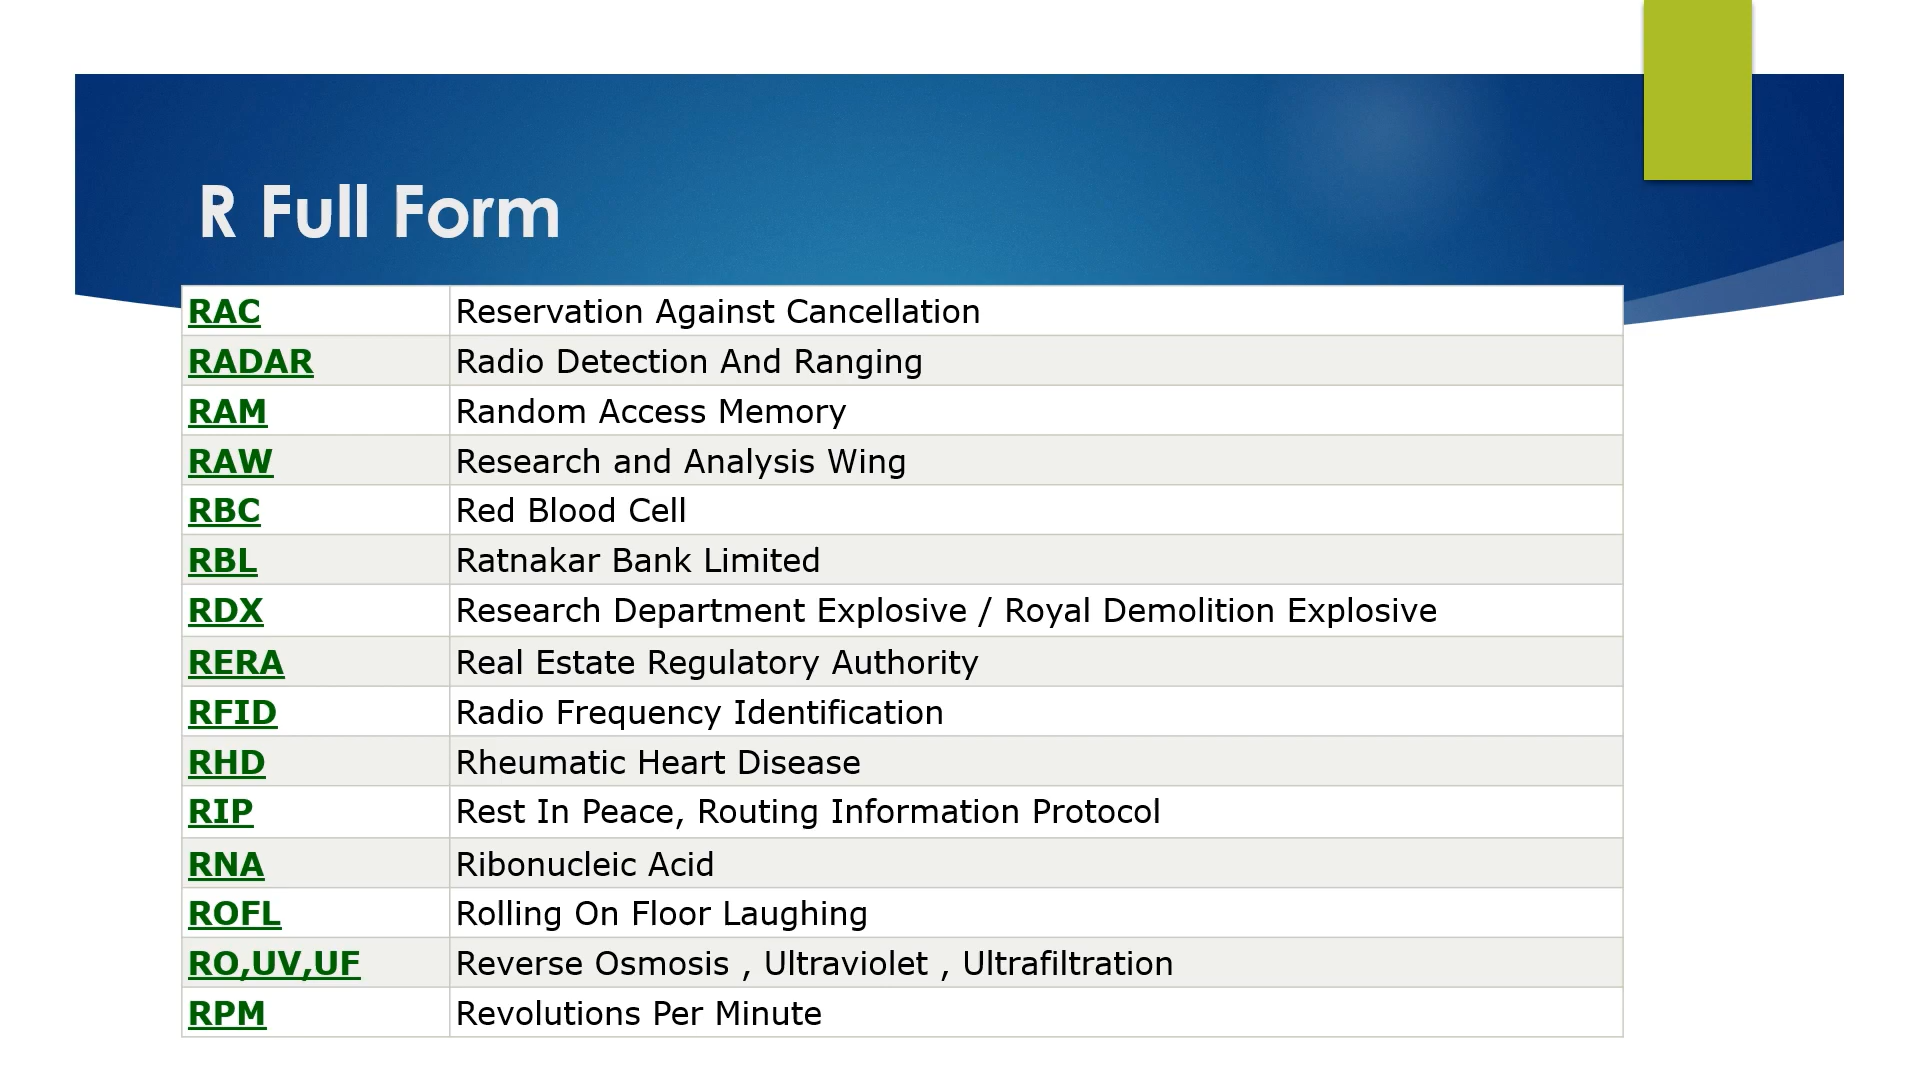 R Full Form
RAC Reservation Against Cancellation
RADAR Radio Detection And Ranging
RAM Random Access Memory
RAW Research and Analysis Wing
RBC Red Blood Cell
RBL Ratnakar Bank Limited
RDX Research Department Explosive / Royal Demolition Explosive
RERA Real Estate Regulatory Authority
RFID Radio Frequency Identification
RHD Rheumatic Heart Disease
RIP Rest In Peace, Routing Information Protocol
RNA Ribonucleic Acid
ROFL Rolling On Floor Laughing
RO,UV,UF Reverse Osmosis , Ultraviolet , Ultrafiltration
RPM Revolutions Per Minute